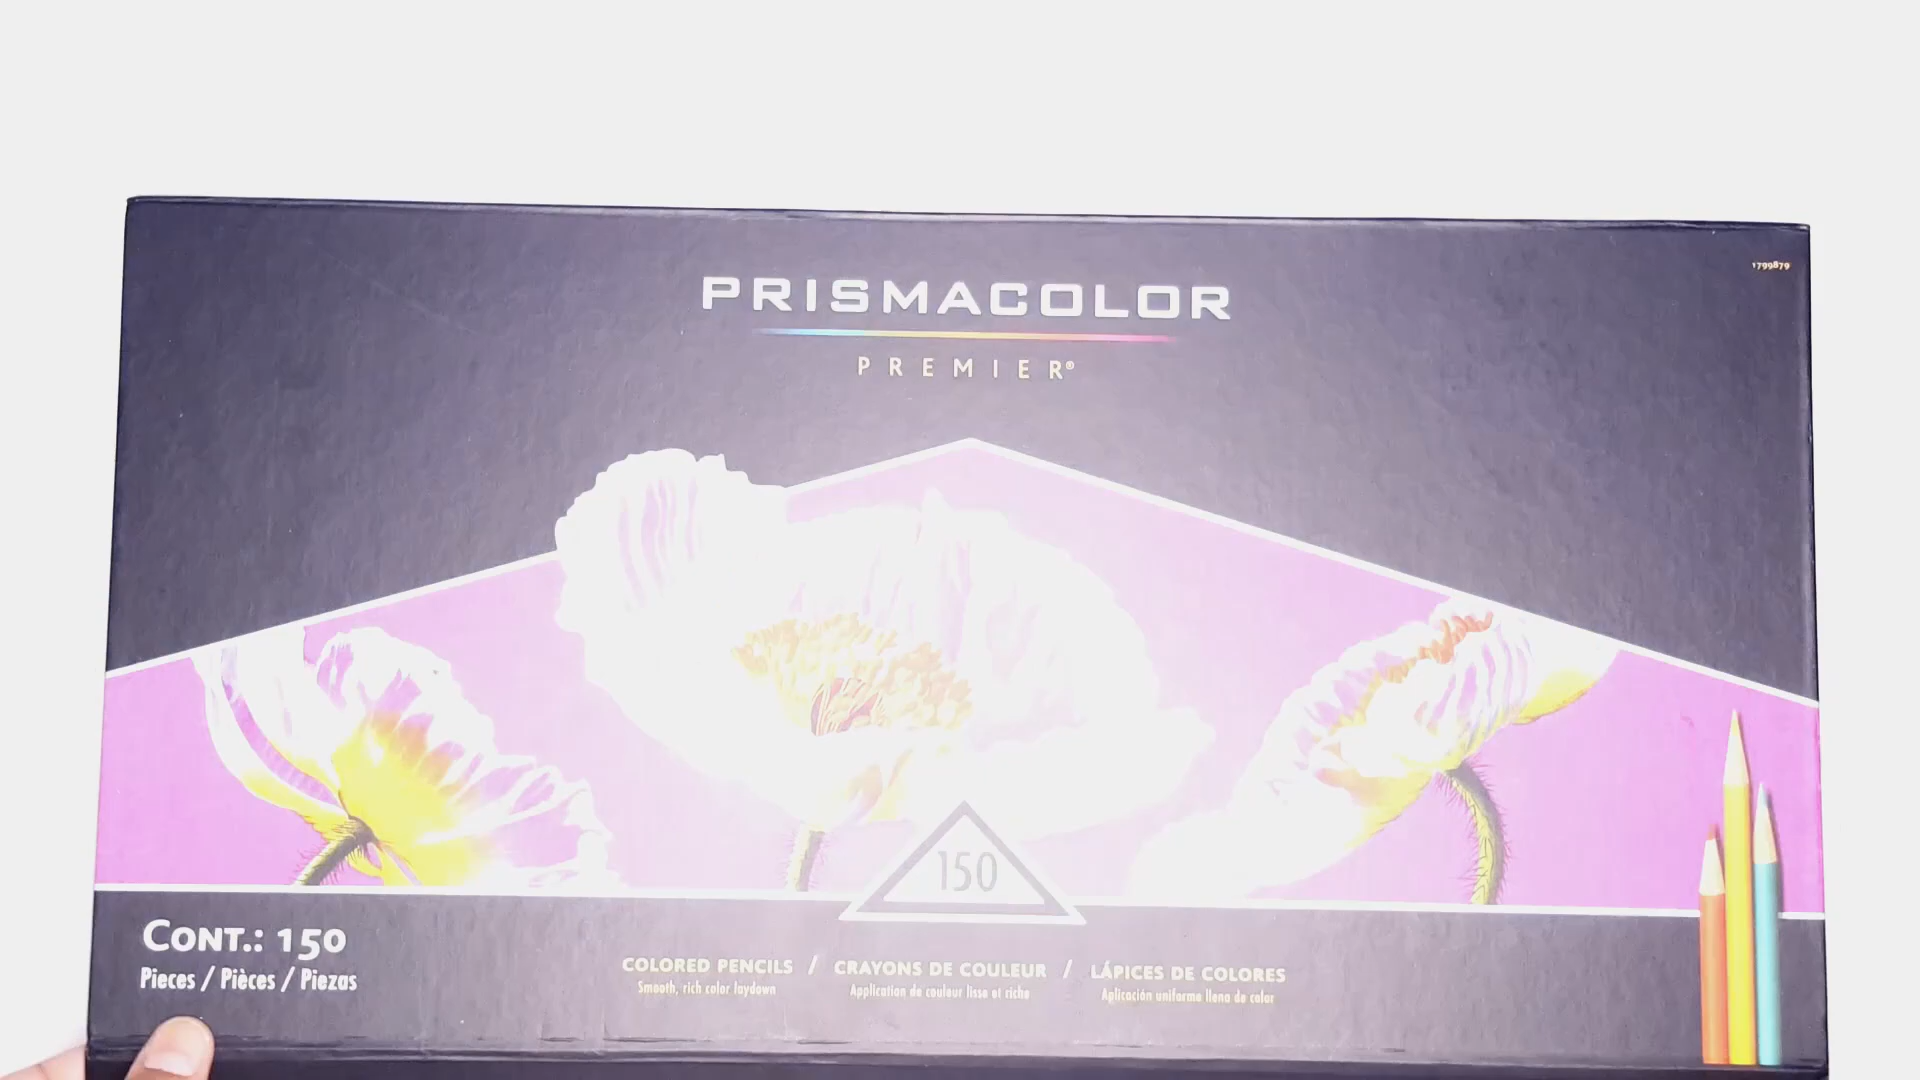 1799879
PRISMACOLOR
PREMIER®
150
CONT.: 150
Pieces / Pièces / Piezas
COLORED PENCILS / CRAYONS DE COULEUR / LÁPICES DE COLORES
Smooth, rich color laydown Application de couleur lisse et riche Aplicación uniforme llena de color